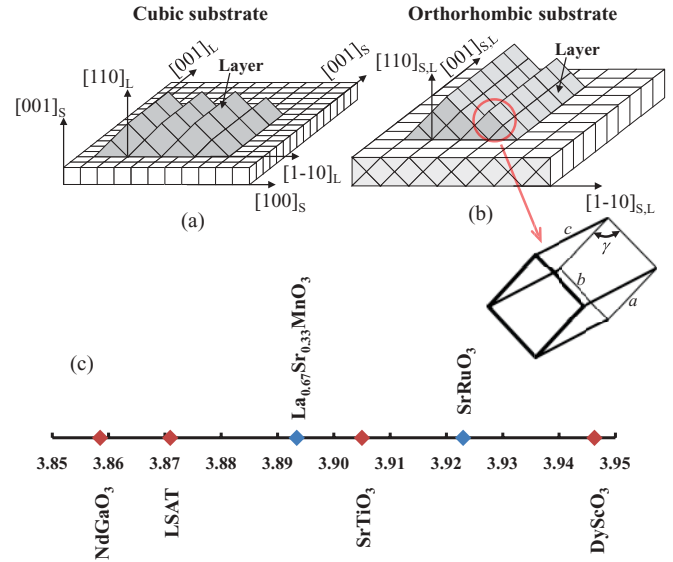 Cubic substrate
Orthorhombic substrate
[001]L
[110]L
Layer
[001]S
[001]S
[1-10]L
[100]S
(a)
[110]S,L
[001]S,L
Layer
[1-10]S,L
(b)
c
γ
b
a
(c)
La0.67Sr0.33MnO3
SrRuO3
3.85 3.86 3.87 3.88 3.89 3.90 3.91 3.92 3.93 3.94 3.95
NdGaO3
LSAT
SrTiO3
DyScO3